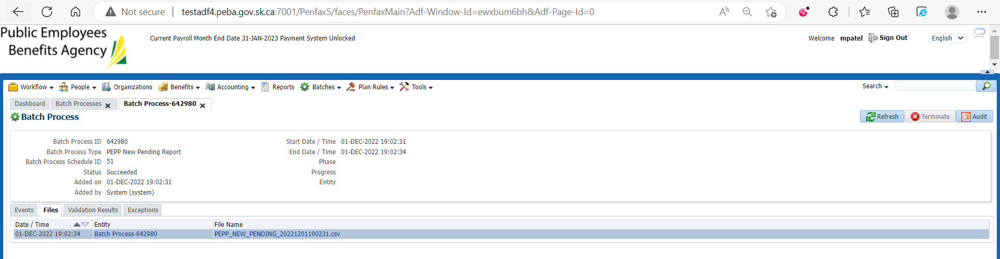 Not secure | testadf4.peba.gov.sk.ca:7001/Penfax5/faces/PenfaxMain?Adf-Window-Id=ewxbum6bh&Adf-Page-Id=0
Public Employees
Benefits Agency
Current Payroll Month End Date 31-JAN-2023 Payment System Unlocked
Welcome mpatel Sign Out English
Workflow People Organizations Benefits Accounting Reports Batches Plan Rules Tools Search
Dashboard Batch Processes Batch Process-642980
Batch Process Refresh Terminate Audit
Batch Process ID 642980 Start Date / Time 01-DEC-2022 19:02:31
Batch Process Type PEPP New Pending Report End Date / Time 01-DEC-2022 19:02:34
Batch Process Schedule ID 51 Phase
Status Succeeded Progress
Added on 01-DEC-2022 19:02:31 Entity
Added by System (system)
Events Files Validation Results Exceptions
Date / Time Entity File Name
01-DEC-2022 19:02:34 Batch Process-642980 PEPP_NEW_PENDING_20221201190231.csv